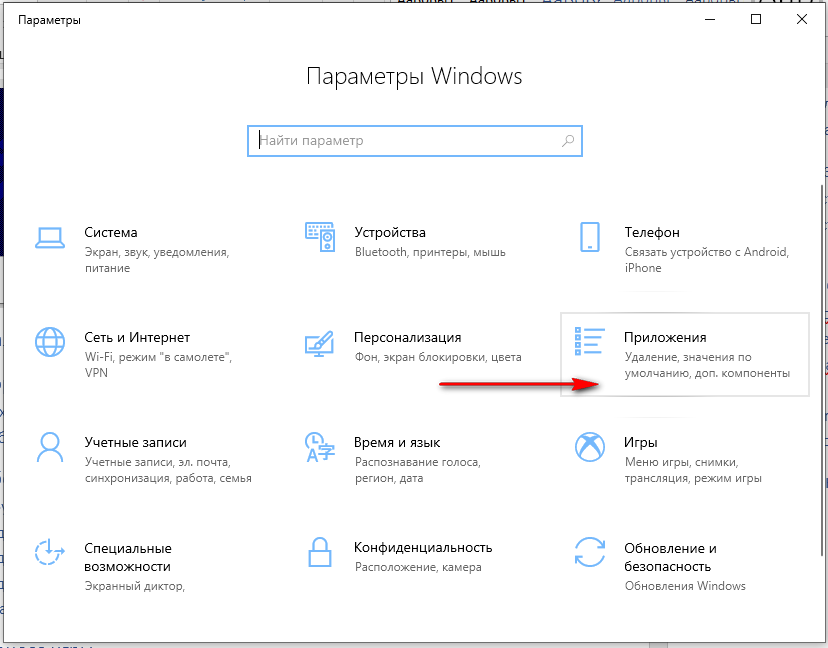 Параметры
Параметры Windows
Найти параметр
Система
Экран, звук, уведомления,
питание
Устройства
Bluetooth, принтеры, мышь
Телефон
Связать устройство с Android,
iPhone
Сеть и Интернет
Wi-Fi, режим "в самолете",
VPN
Персонализация
Фон, экран блокировки, цвета
Приложения
Удаление, значения по
умолчанию, доп. компоненты
Учетные записи
Учетные записи, эл. почта,
синхронизация, работа, семья
Время и язык
Распознавание голоса,
регион, дата
Игры
Меню игры, снимки,
трансляция, режим игры
Специальные
возможности
Экранный диктор,
Конфиденциальность
Расположение, камера
Обновление и
безопасность
Обновления Windows